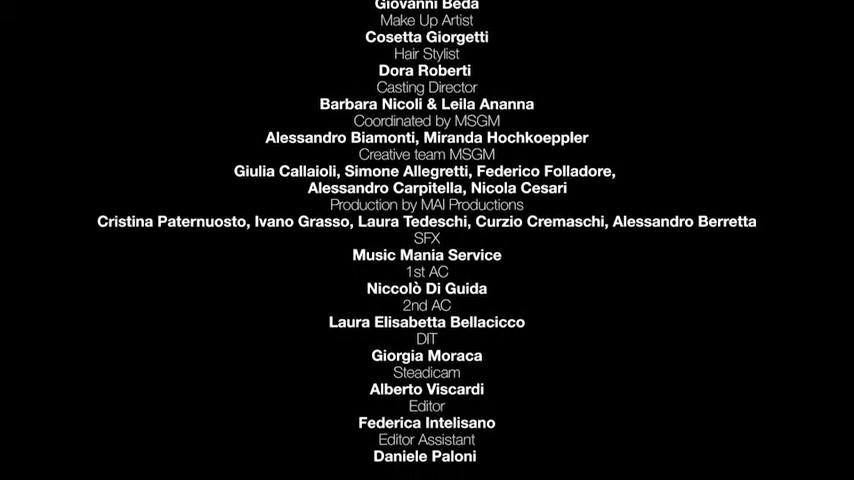 Giovanni Beda
Make Up Artist
Cosetta Giorgetti
Hair Stylist
Dora Roberti
Casting Director
Barbara Nicoli & Leila Ananna
Coordinated by MSGM
Alessandro Biamonti, Miranda Hochkoeppler
Creative team MSGM
Giulia Callaioli, Simone Allegretti, Federico Folladore,
Alessandro Carpitella, Nicola Cesari
Production by MAI Productions
Cristina Paternuosto, Ivano Grasso, Laura Tedeschi, Curzio Cremaschi, Alessandro Berretta
SFX
Music Mania Service
1st AC
Niccolò Di Guida
2nd AC
Laura Elisabetta Bellacicco
DIT
Giorgia Moraca
Steadicam
Alberto Viscardi
Editor
Federica Intelisano
Editor Assistant
Daniele Paloni